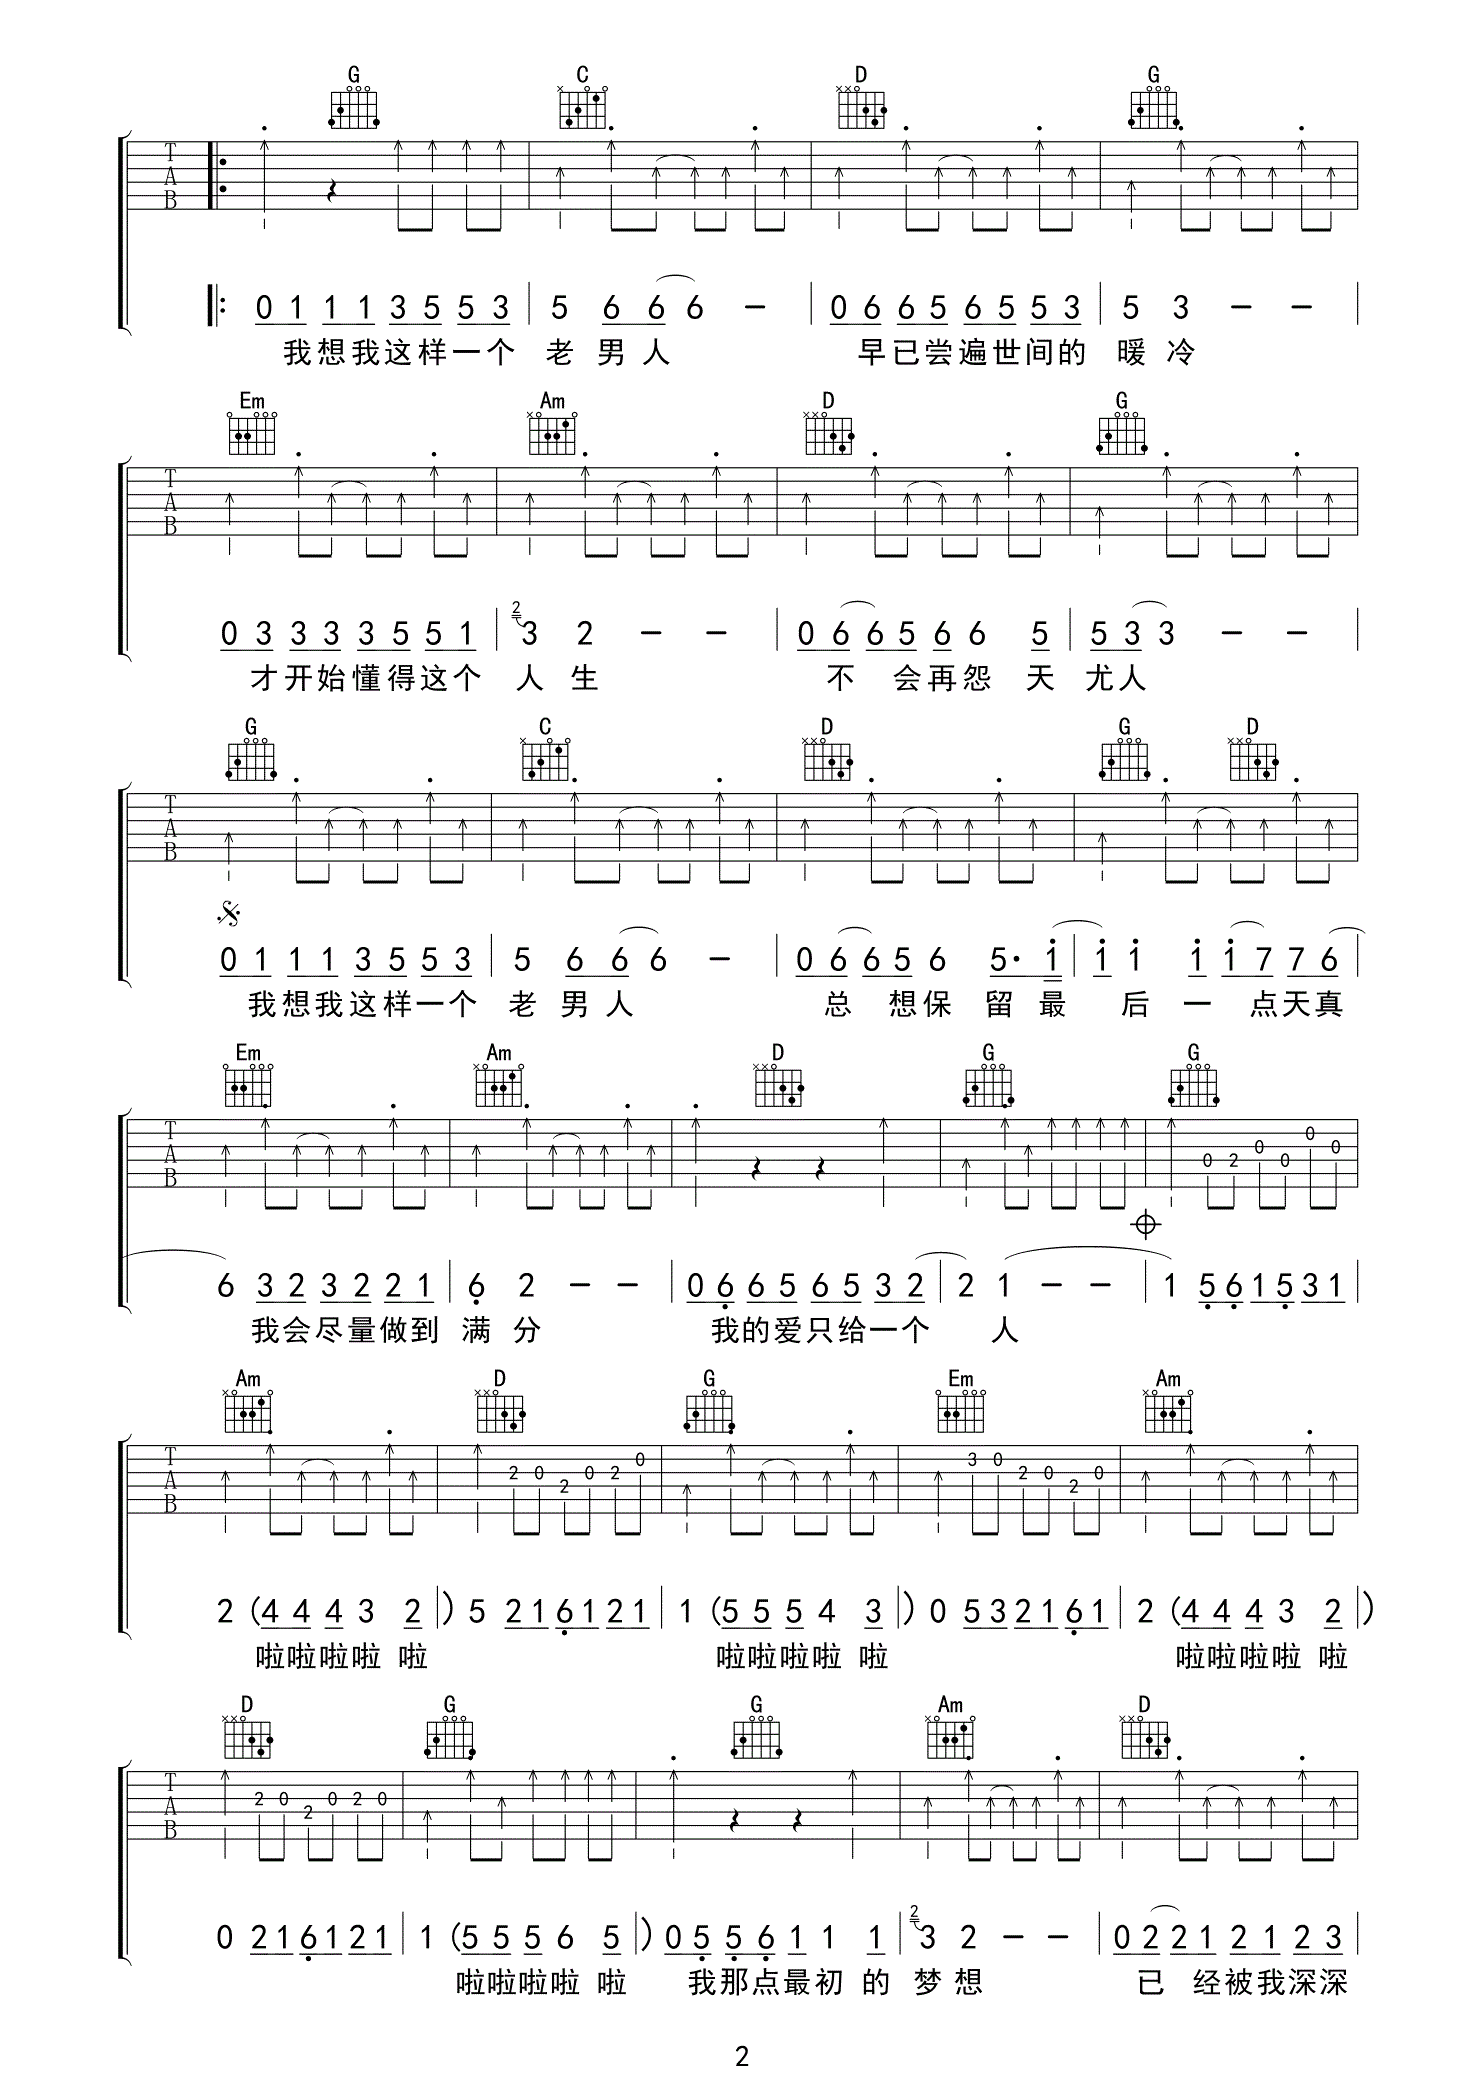 G C D G
T
A
B
0 1 1 1 3 5 5 3 | 5 6 6 6 － | 0 6 6 5 6 5 5 3 | 5 3 － － |
我想我这样一个 老 男 人 早已尝遍世间的 暖 冷
Em Am D G
T
A
B
0 3 3 3 3 5 5 1 | 2 3 2 － － | 0 6 6 5 6 6 5 | 5 3 3 － － |
才开始懂得这个 人 生 不 会再怨 天 尤人
G C D G D
T
A
B
0 1 1 1 3 5 5 3 | 5 6 6 6 － | 0 6 6 5 6 5· i | i i i i 7 7 6 |
我想我这样一个 老 男 人 总 想保 留 最 后 一 点天真
Em Am D G G
T
A
B
0 2 0 0 0 0
6 3 2 3 2 2 1 | 6 2 － － | 0 6 6 5 6 5 3 2 | 2 1 － － | 1 5 6 1 5 3 1
我会尽量做到 满 分 我的爱只给一个 人
Am D G Em Am
T
A
B
2 0 2 0 2 0 3 0 2 0 2 0
2 (4 4 4 3 2 | ) 5 2 1 6 1 2 1 | 1 (5 5 5 4 3 | ) 0 5 3 2 1 6 1 | 2 (4 4 4 3 2 | )
啦啦啦啦 啦 啦啦啦啦 啦 啦啦啦啦 啦
D G G Am D
T
A
B
2 0 2 0 2 0
0 2 1 6 1 2 1 | 1 (5 5 5 6 5 | ) 0 5 5 6 1 1 1 | 2 3 2 － － | 0 2 2 1 2 1 2 3 |
啦啦啦啦 啦 我那点最初 的 梦 想 已 经被我深深
2